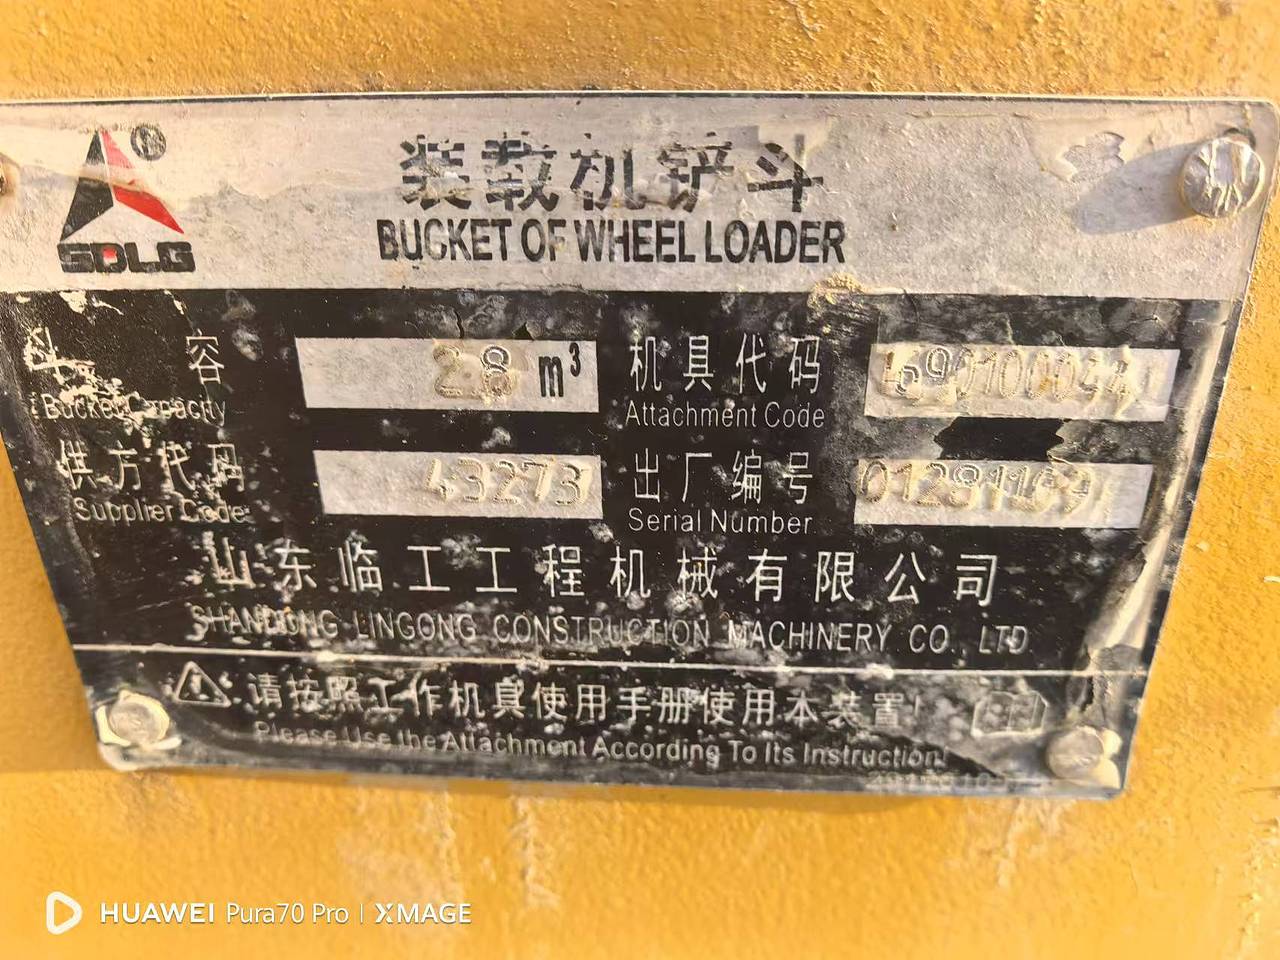 SDLG ®
装载机铲斗
BUCKET OF WHEEL LOADER
斗容 2.8 m³ 机具代码
Bucket Capacity Attachment Code
供方代码 43273 出厂编号
Supplier Code Serial Number
山东临工工程机械有限公司
SHANDONG LINGONG CONSTRUCTION MACHINERY CO., LTD.
请按照工作机具使用手册使用本装置!
Please Use the Attachment According To Its Instruction!
HUAWEI Pura70 Pro | XMAGE